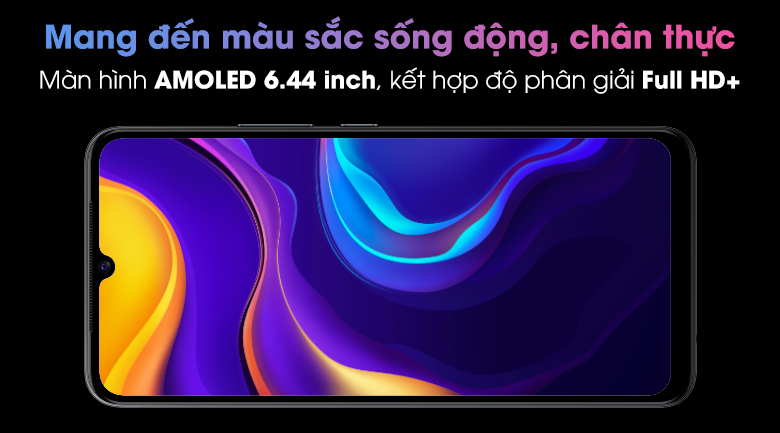 Mang đến màu sắc sống động, chân thực
Màn hình AMOLED 6.44 inch, kết hợp độ phân giải Full HD+